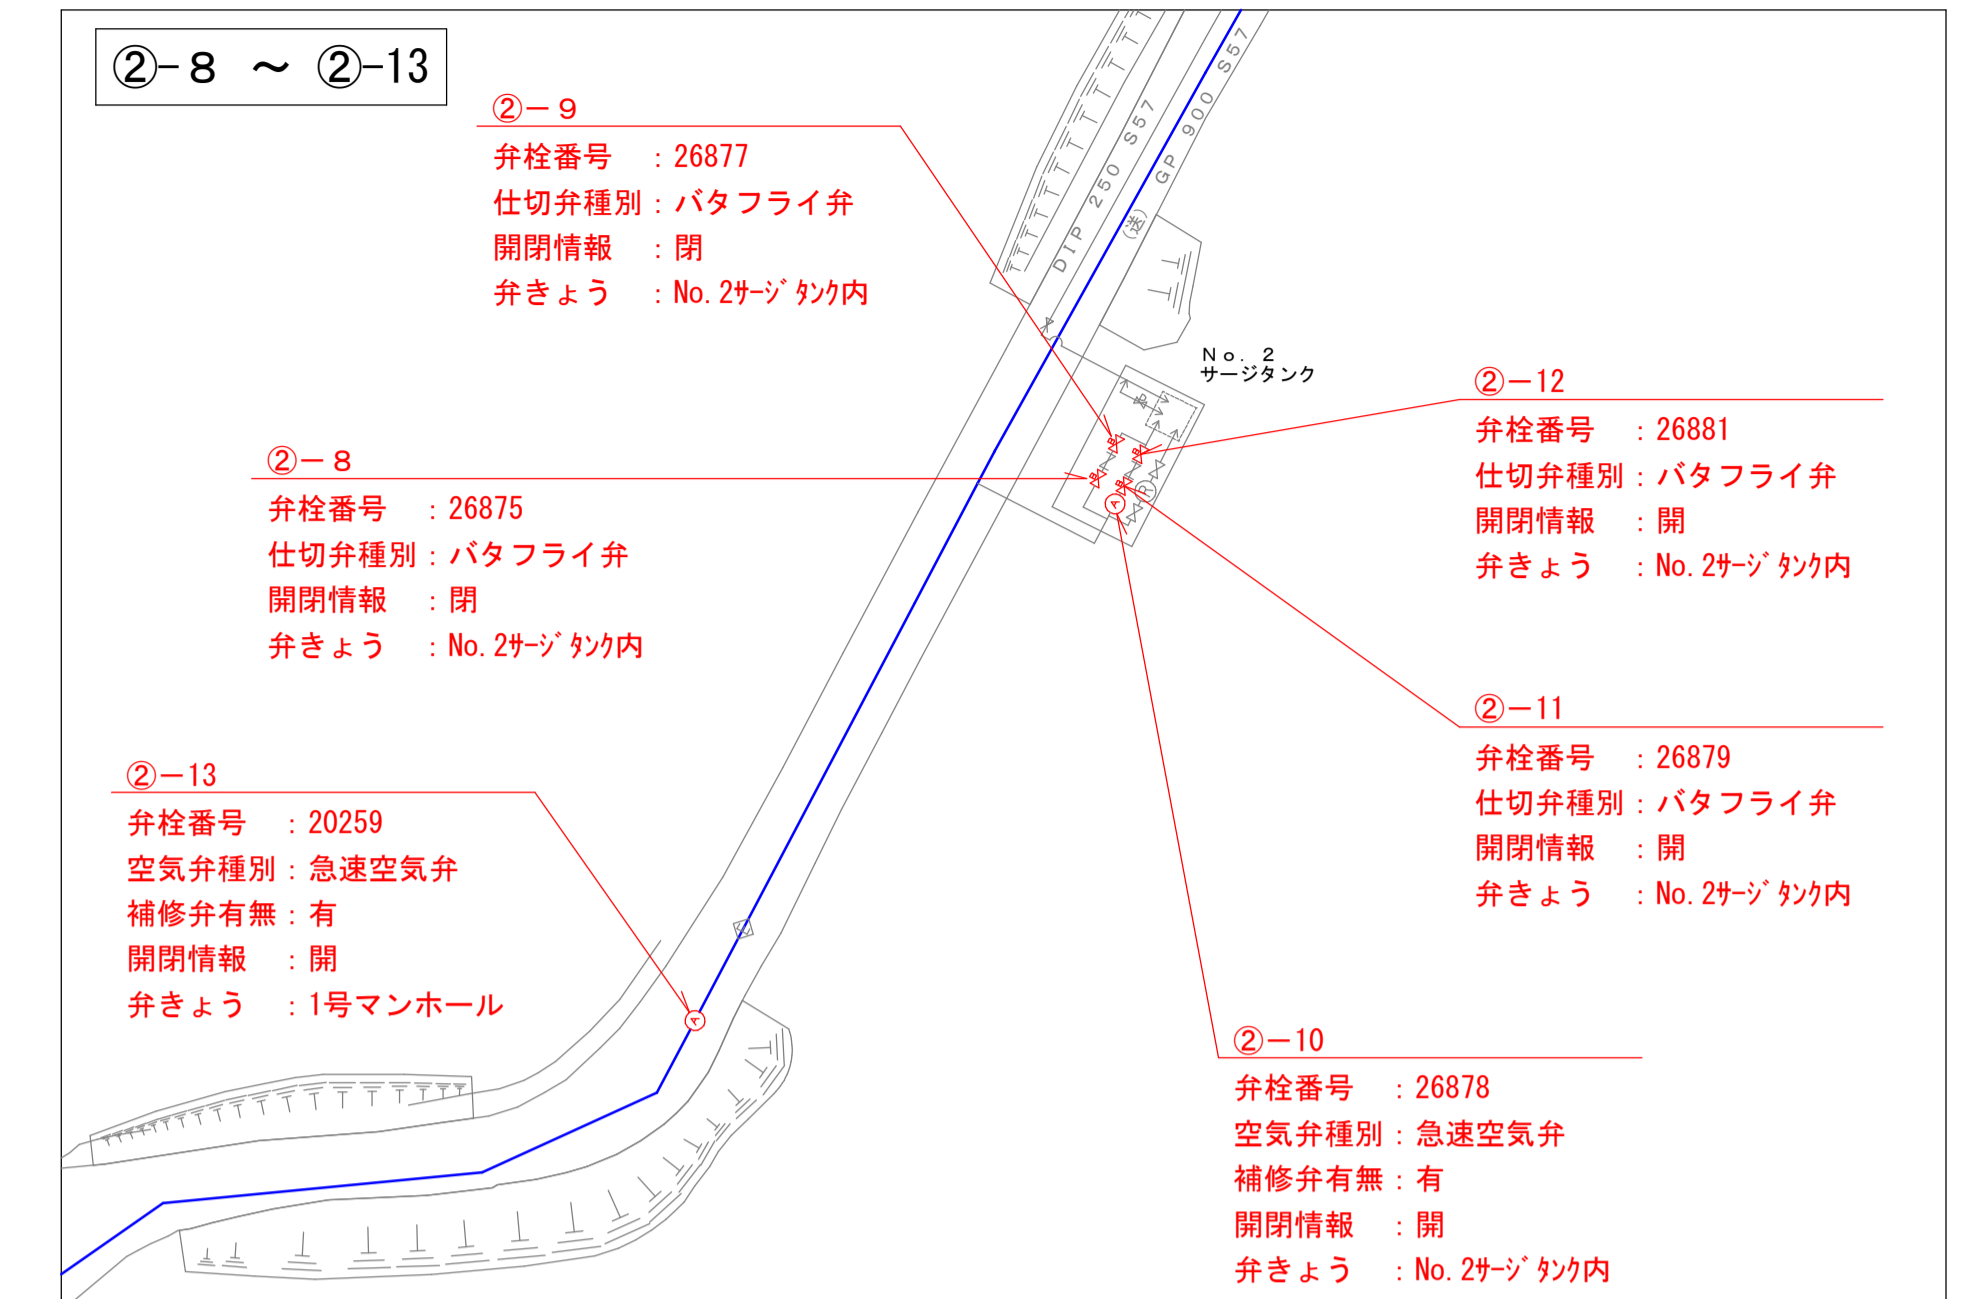 ②-8 ～ ②-13
②－9
弁栓番号 : 26877
仕切弁種別 : バタフライ弁
開閉情報 : 閉
弁きょう : No.2ｻｰｼﾞﾀﾝｸ内
DIP 250 S57
(送) GP 900 S57
No. 2
サージタンク
②－12
弁栓番号 : 26881
仕切弁種別 : バタフライ弁
開閉情報 : 開
弁きょう : No.2ｻｰｼﾞﾀﾝｸ内
②－8
弁栓番号 : 26875
仕切弁種別 : バタフライ弁
開閉情報 : 閉
弁きょう : No.2ｻｰｼﾞﾀﾝｸ内
B
B
B
B
P
R
A
②－11
弁栓番号 : 26879
仕切弁種別 : バタフライ弁
開閉情報 : 開
弁きょう : No.2ｻｰｼﾞﾀﾝｸ内
②－13
弁栓番号 : 20259
空気弁種別 : 急速空気弁
補修弁有無 : 有
開閉情報 : 開
弁きょう : 1号マンホール
A
②－10
弁栓番号 : 26878
空気弁種別 : 急速空気弁
補修弁有無 : 有
開閉情報 : 開
弁きょう : No.2ｻｰｼﾞﾀﾝｸ内